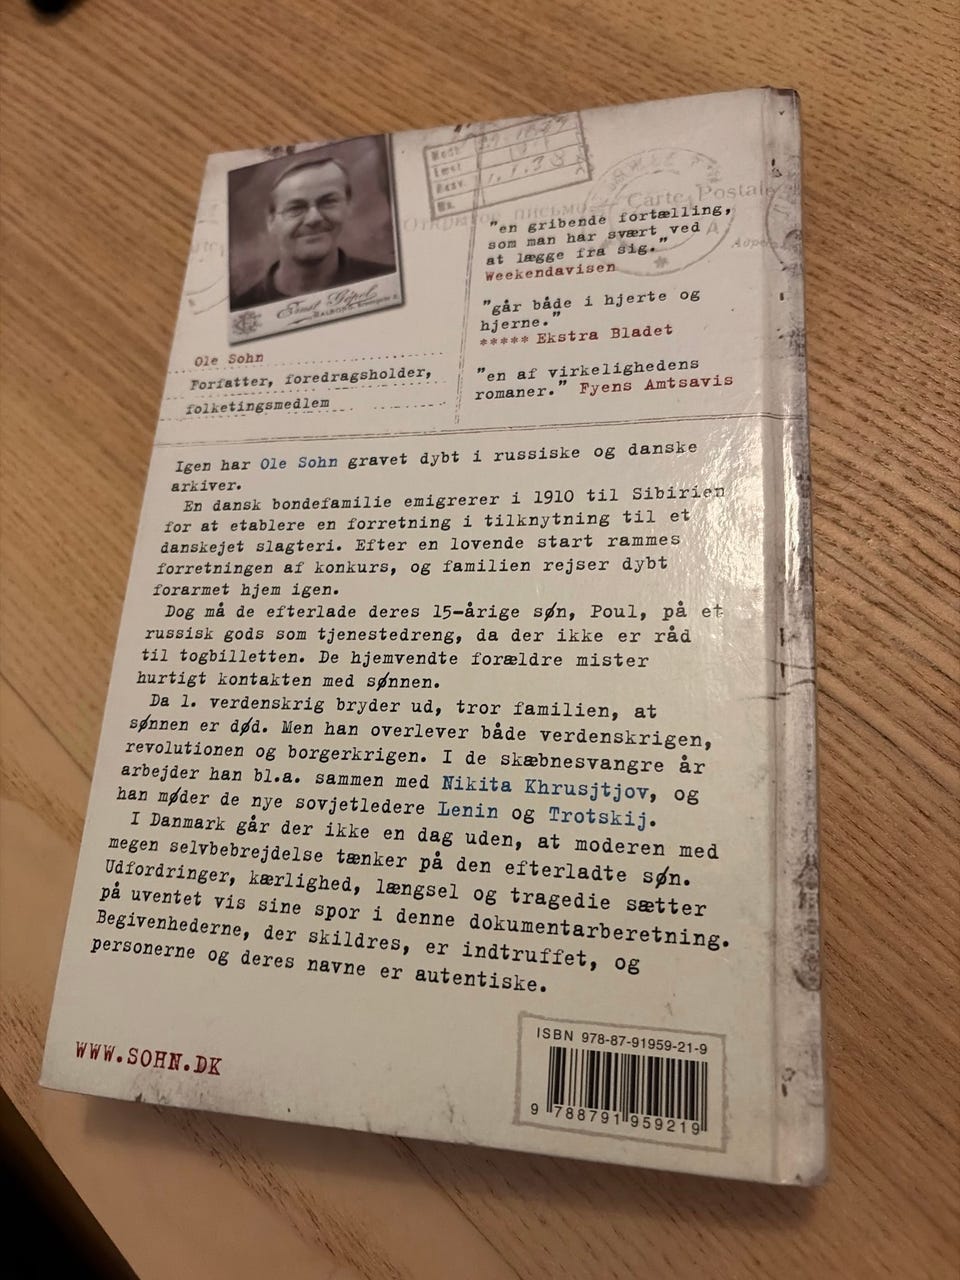 Ernst Göpel
AALBORG
Ole Sohn
Forfatter, foredragsholder,
folketingsmedlem
Открытое письмо
Carte Postale
"en gribende fortælling,
som man har svært ved
at lægge fra sig."
Weekendavisen
"går både i hjerte og
hjerne."
***** Ekstra Bladet
"en af virkelighedens
romaner." Fyens Amtsavis
Igen har Ole Sohn gravet dybt i russiske og danske
arkiver.
En dansk bondefamilie emigrerer i 1910 til Sibirien
for at etablere en forretning i tilknytning til et
danskejet slagteri. Efter en lovende start rammes
forretningen af konkurs, og familien rejser dybt
forarmet hjem igen.
Dog må de efterlade deres 15-årige søn, Poul, på et
russisk gods som tjenestedreng, da der ikke er råd
til togbilletten. De hjemvendte forældre mister
hurtigt kontakten med sønnen.
Da 1. verdenskrig bryder ud, tror familien, at
sønnen er død. Men han overlever både verdenskrigen,
revolutionen og borgerkrigen. I de skæbnesvangre år
arbejder han bl.a. sammen med Nikita Khrusjtjov, og
han møder de nye sovjetledere Lenin og Trotskij.
I Danmark går der ikke en dag uden, at moderen med
megen selvbebrejdelse tænker på den efterladte søn.
Udfordringer, kærlighed, længsel og tragedie sætter
på uventet vis sine spor i denne dokumentarberetning.
Begivenhederne, der skildres, er indtruffet, og
personerne og deres navne er autentiske.
WWW.SOHN.DK
ISBN 978-87-91959-21-9
9 788791 959219